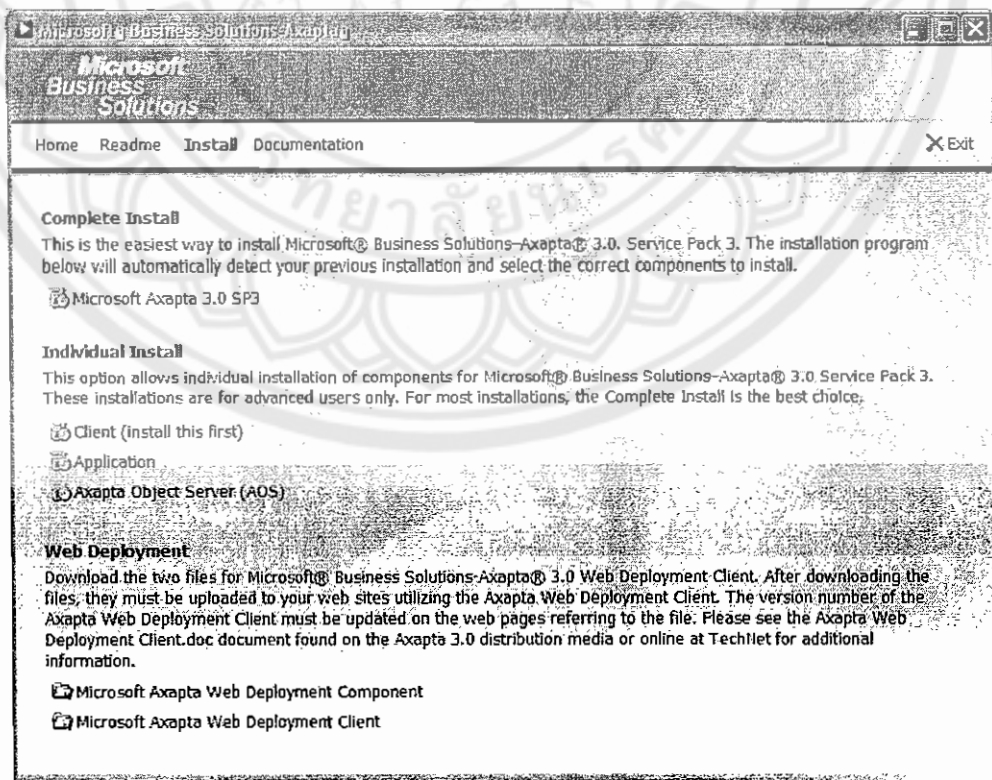 Microsoft® Business Solutions-Axapta®
Microsoft
Business
Solutions
Home Readme Install Documentation Exit
Complete Install
This is the easiest way to install Microsoft® Business Solutions–Axapta® 3.0. Service Pack 3. The installation program
below will automatically detect your previous installation and select the correct components to install.
Microsoft Axapta 3.0 SP3
Individual Install
This option allows individual installation of components for Microsoft® Business Solutions–Axapta® 3.0 Service Pack 3.
These installations are for advanced users only. For most installations, the Complete Install is the best choice.
Client (install this first)
Application
Axapta Object Server (AOS)
Web Deployment
Download the two files for Microsoft® Business Solutions-Axapta® 3.0 Web Deployment Client. After downloading the
files, they must be uploaded to your web sites utilizing the Axapta Web Deployment Client. The version number of the
Axapta Web Deployment Client must be updated on the web pages referring to the file. Please see the Axapta Web
Deployment Client.doc document found on the Axapta 3.0 distribution media or online at TechNet for additional
information.
Microsoft Axapta Web Deployment Component
Microsoft Axapta Web Deployment Client